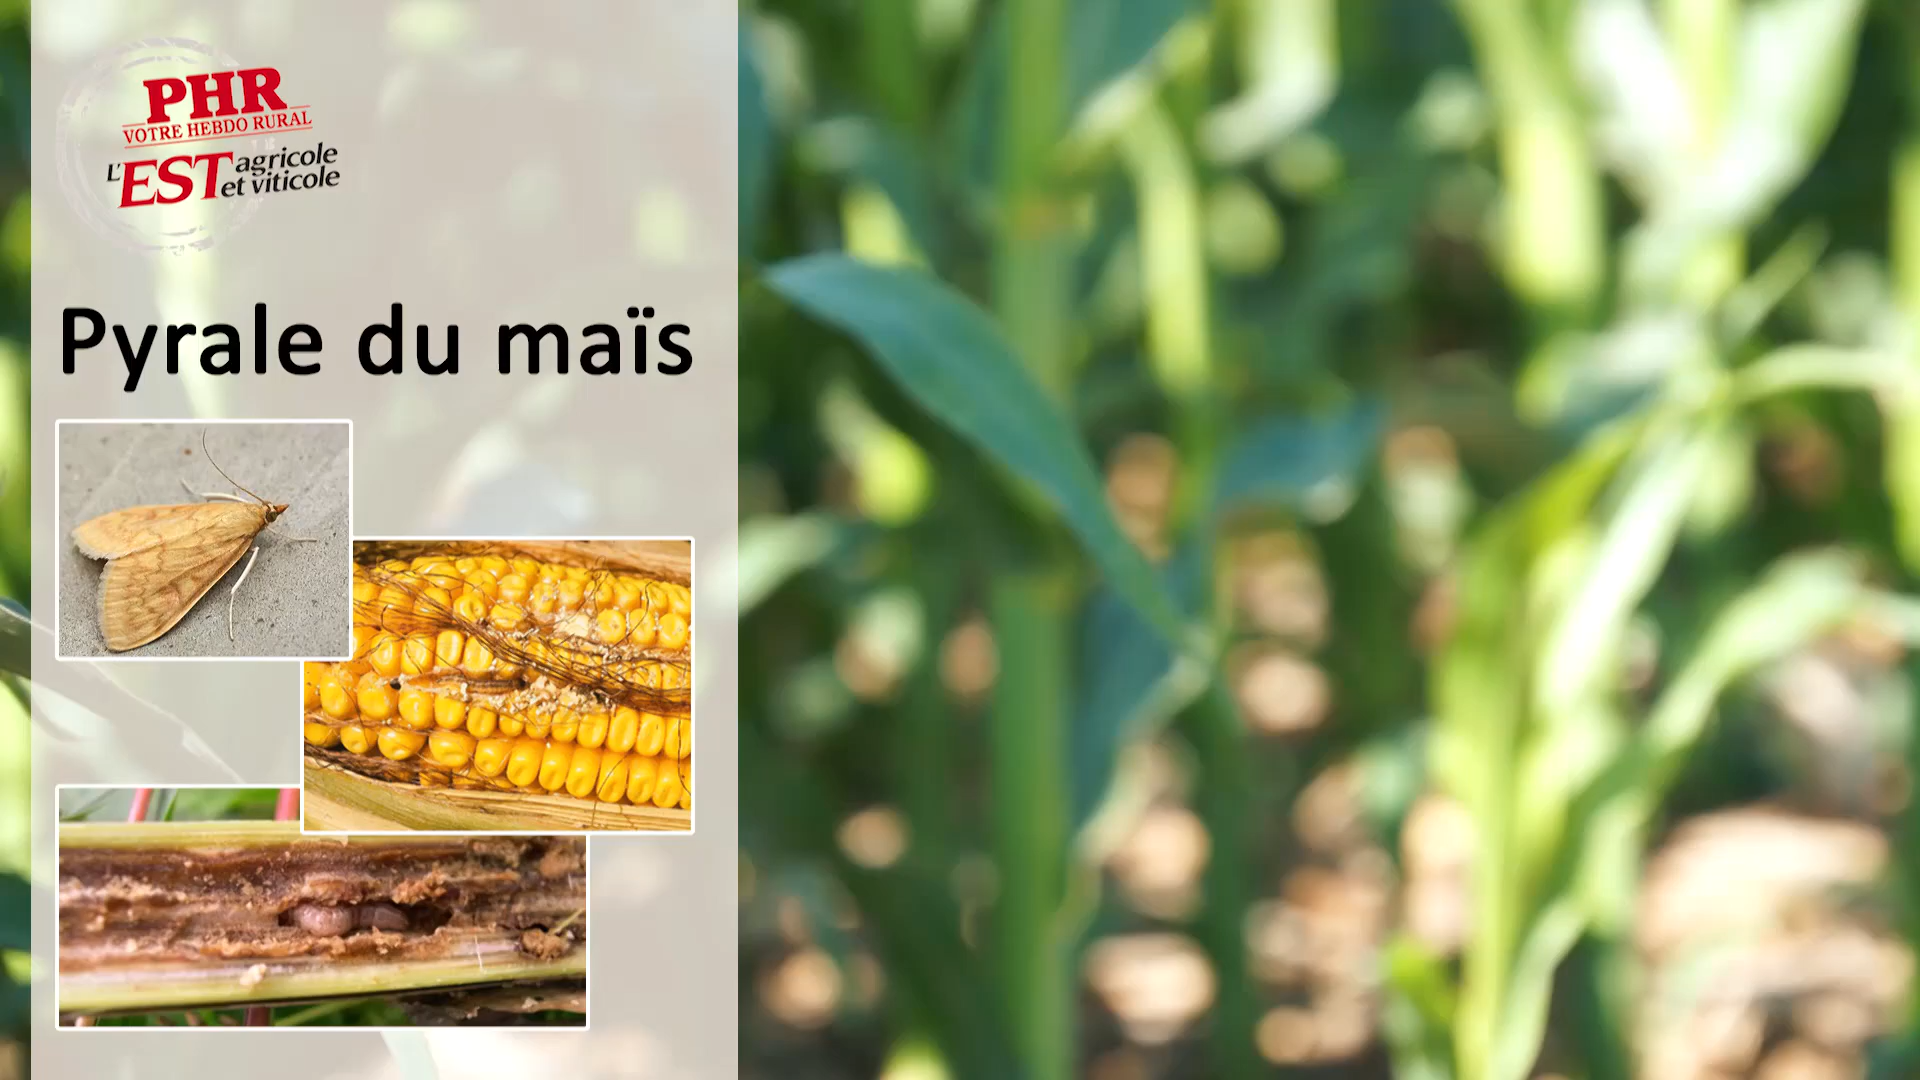 PHR
VOTRE HEBDO RURAL
L'EST agricole
et viticole
Pyrale du maïs